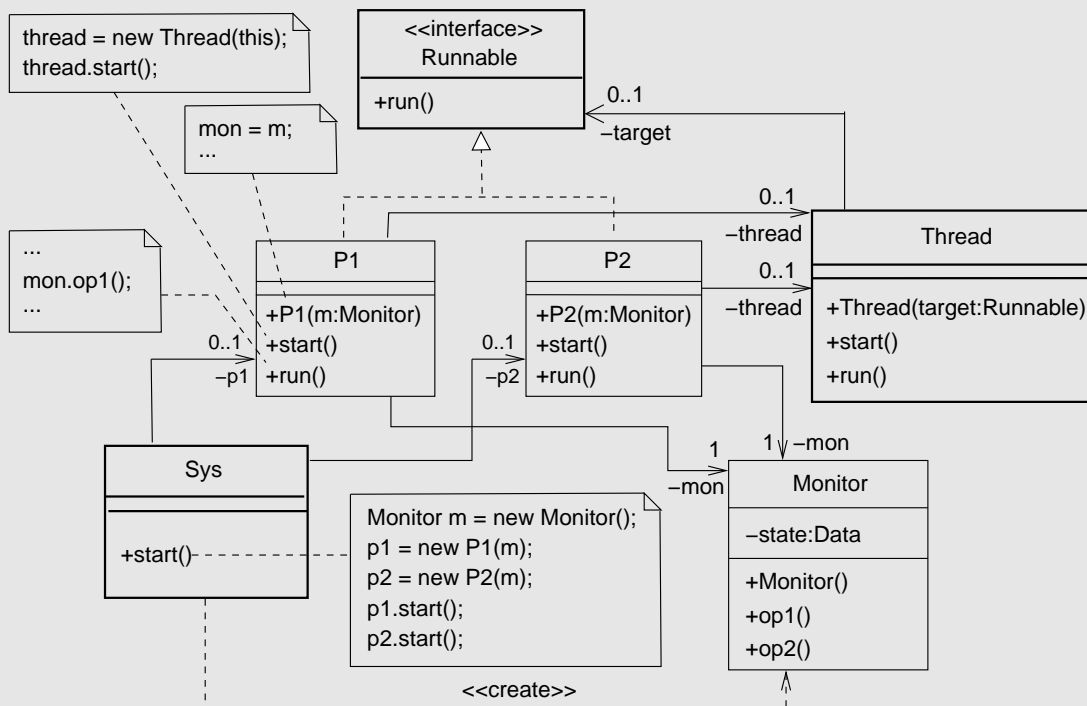 thread = new Thread(this);
thread.start();
<<interface>>
Runnable
+run()
0..1
−target
mon = m;
...
...
mon.op1();
...
P1
+P1(m:Monitor)
+start()
+run()
P2
+P2(m:Monitor)
+start()
+run()
0..1
−thread
0..1
−thread
Thread
+Thread(target:Runnable)
+start()
+run()
0..1
−p1
0..1
−p2
1
−mon
1
−mon
Sys
+start()
Monitor m = new Monitor();
p1 = new P1(m);
p2 = new P2(m);
p1.start();
p2.start();
Monitor
−state:Data
+Monitor()
+op1()
+op2()
<<create>>